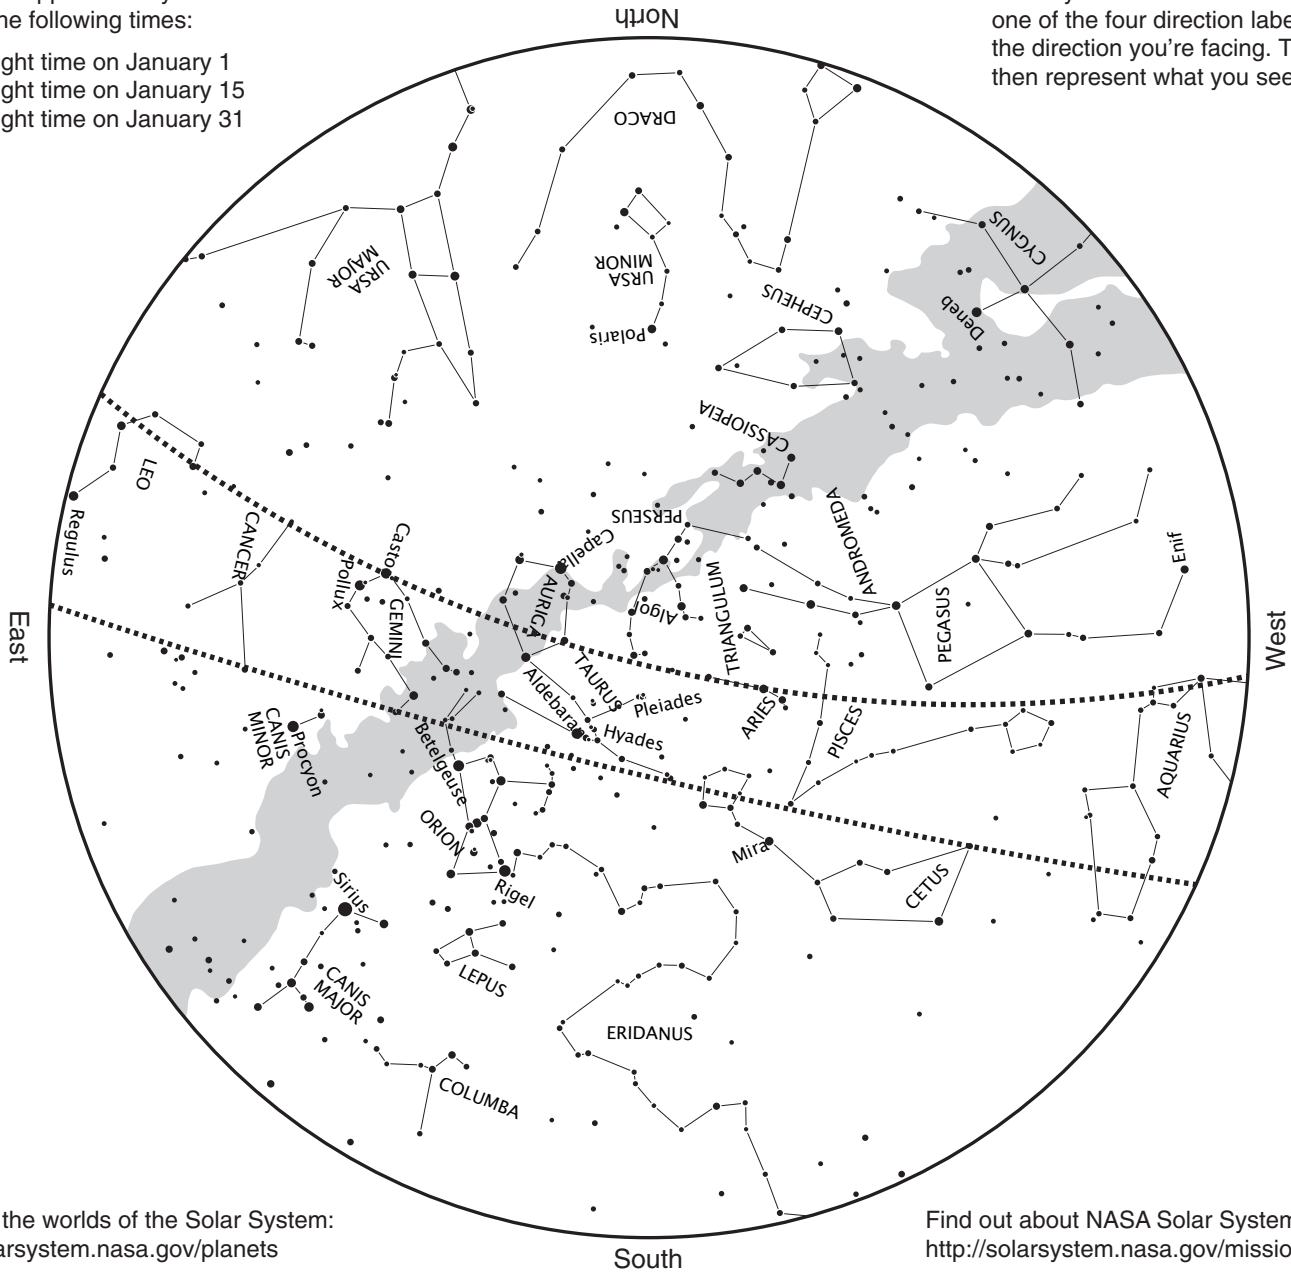 he following times:
ght time on January 1
ght time on January 15
ght time on January 31
one of the four direction labe
the direction you're facing. T
then represent what you see
North
DRACO
URSA
MINOR
Polaris
URSA
MAJOR
CEPHEUS
CYGNUS
Deneb
CASSIOPEIA
LEO
Regulus
CANCER
Castor
Pollux
GEMINI
PERSEUS
Capella
AURIGA
Algol
TRIANGULUM
ANDROMEDA
PEGASUS
Enif
East
West
TAURUS
Aldebaran
Pleiades
Hyades
ARIES
PISCES
AQUARIUS
CANIS
MINOR
Procyon
Betelgeuse
ORION
Rigel
Mira
CETUS
Sirius
CANIS
MAJOR
LEPUS
ERIDANUS
COLUMBA
South
the worlds of the Solar System:
arsystem.nasa.gov/planets
Find out about NASA Solar System
http://solarsystem.nasa.gov/missio